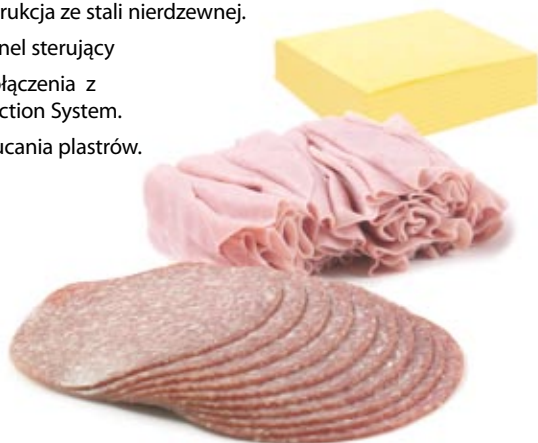 rukcja ze stali nierdzewnej.
nel sterujący
łączenia z
ction System.
ucania plastrów.